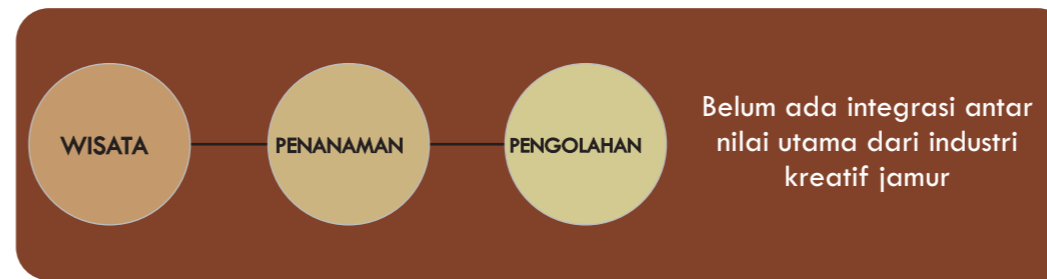 WISATA
PENANAMAN
PENGOLAHAN
Belum ada integrasi antar
nilai utama dari industri
kreatif jamur